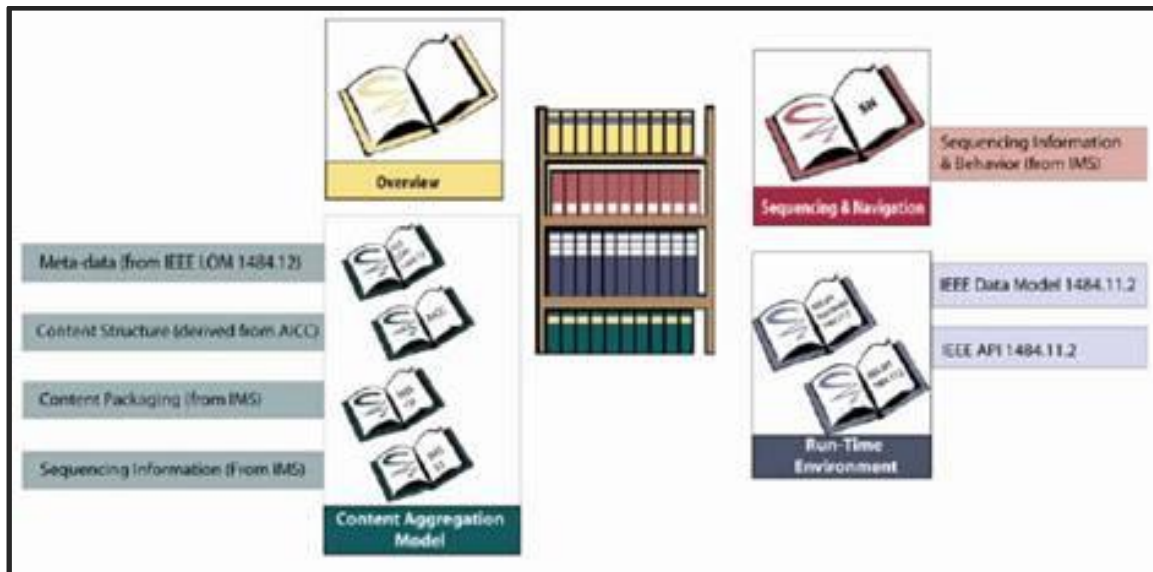 Overview
SN
Sequencing & Navigation
Sequencing Information
& Behavior (from IMS)
Meta-data (from IEEE LOM 1484.12)
Content Structure (derived from AICC)
Content Packaging (from IMS)
Sequencing Information (From IMS)
AICC
Content Aggregation
Model
IEEE Data Model 1484.11.2
IEEE API 1484.11.2
Run-Time
Environment